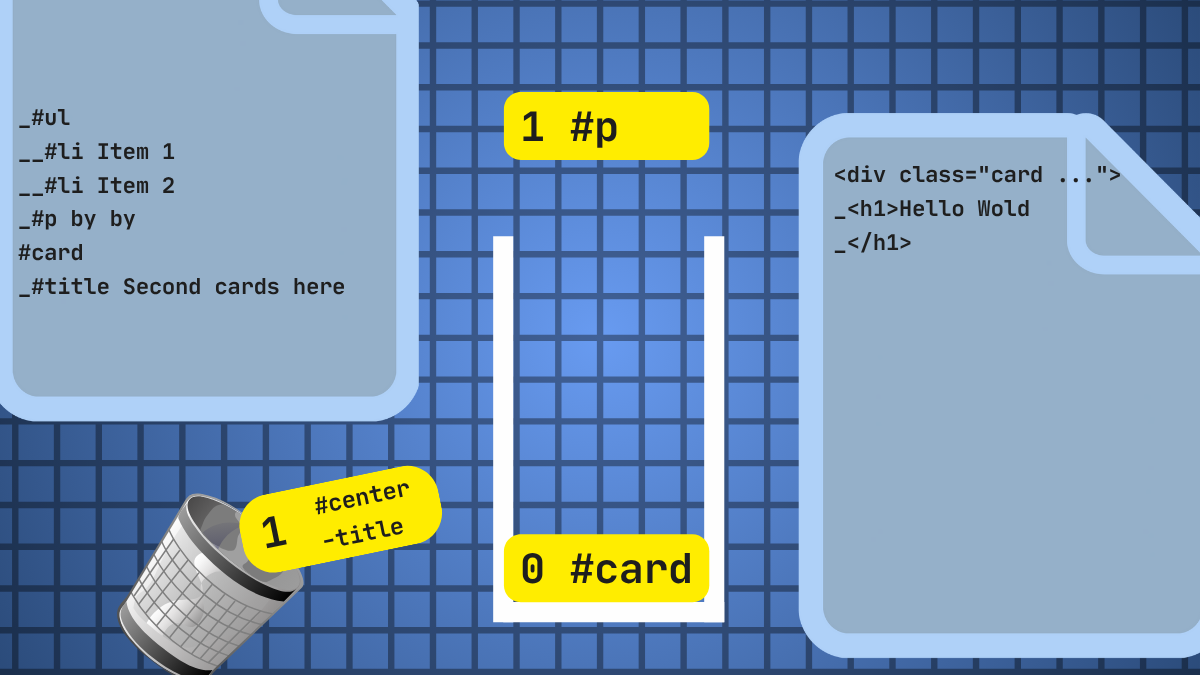 _#ul
__#li Item 1
__#li Item 2
_#p by by
#card
_#title Second cards here
1 #p
1 #center
-title
0 #card
<div class="card ...">
_<h1>Hello Wold
_</h1>